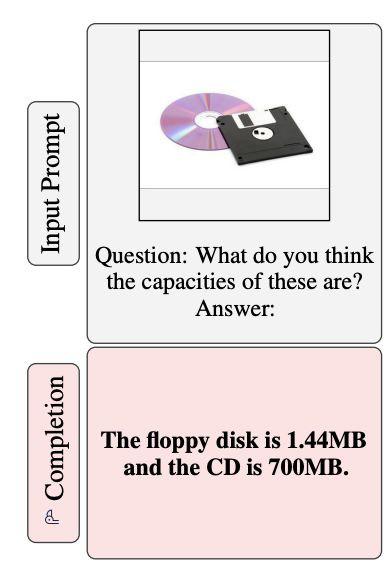 Input Prompt
Question: What do you think
the capacities of these are?
Answer:
Completion
The floppy disk is 1.44MB
and the CD is 700MB.